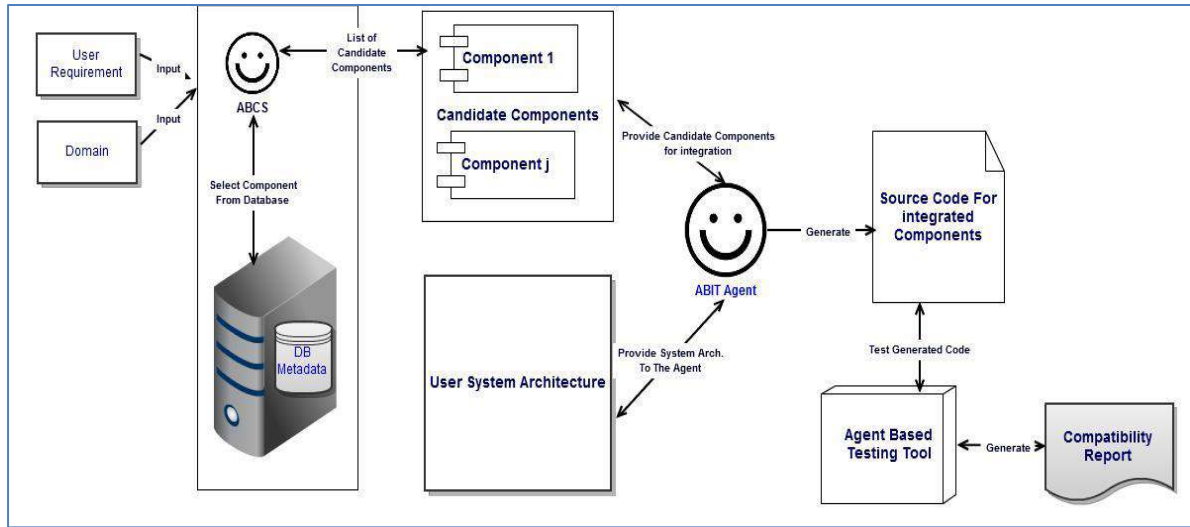 User
Requirement
Input
Domain
Input
ABCS
Select Component
From Database
DB
Metadata
List of
Candidate
Components
Component 1
Candidate Components
Component j
Provide Candidate Components
for integration
ABIT Agent
User System Architecture
Provide System Arch.
To The Agent
Generate
Source Code For
integrated
Components
Test Generated Code
Agent Based
Testing Tool
Generate
Compatibility
Report